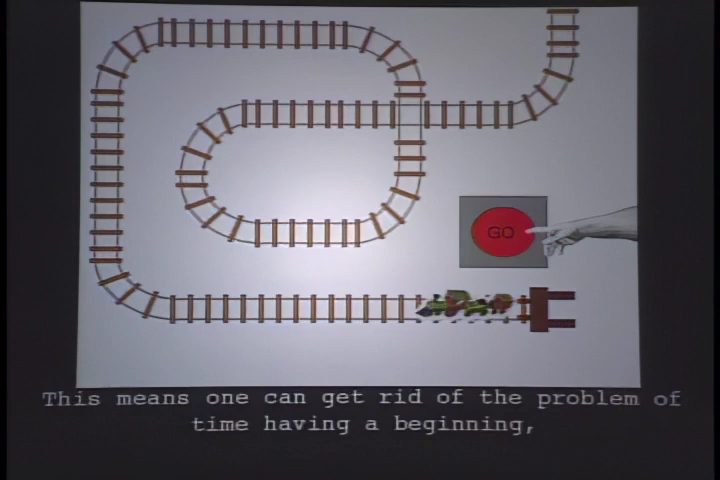 GO
This means one can get rid of the problem of
time having a beginning,